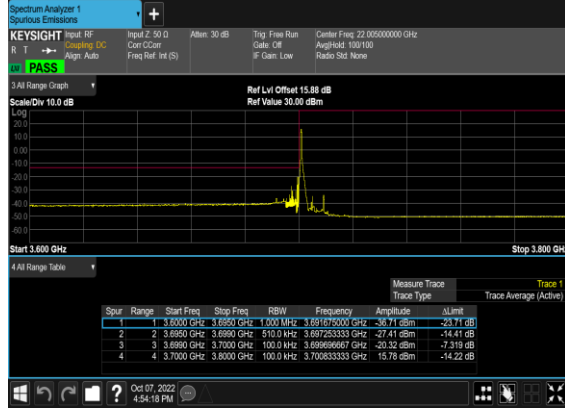 Spectrum Analyzer 1
Spurious Emissions
KEYSIGHT Input: RF Input Z: 50 Ω Atten: 30 dB Trig: Free Run Center Freq: 22.005000000 GHz
R T Coupling: DC Corr CCorr Gate: Off Avg|Hold: 100/100
Align: Auto Freq Ref: Int (S) IF Gain: Low Radio Std: None
PASS
3 All Range Graph Ref Lvl Offset 15.88 dB
Scale/Div 10.0 dB Ref Value 30.00 dBm
Log
20.0
10.0
0.00
-10.0
-20.0
-30.0
-40.0
-50.0
-60.0
Start 3.600 GHz Stop 3.800 GH
4 All Range Table
Measure Trace Trace 1
Trace Type Trace Average (Active)
Spur Range Start Freq Stop Freq RBW Frequency Amplitude ΔLimit
1 1 3.6000 GHz 3.6950 GHz 1.000 MHz 3.691675000 GHz -36.71 dBm -23.71 dB
2 2 3.6950 GHz 3.6990 GHz 510.0 kHz 3.697253333 GHz -27.41 dBm -14.41 dB
3 3 3.6990 GHz 3.7000 GHz 100.0 kHz 3.699696667 GHz -20.32 dBm -7.319 dB
4 4 3.7000 GHz 3.8000 GHz 100.0 kHz 3.700833333 GHz 15.78 dBm -14.22 dB
? Oct 07, 2022
4:54:18 PM